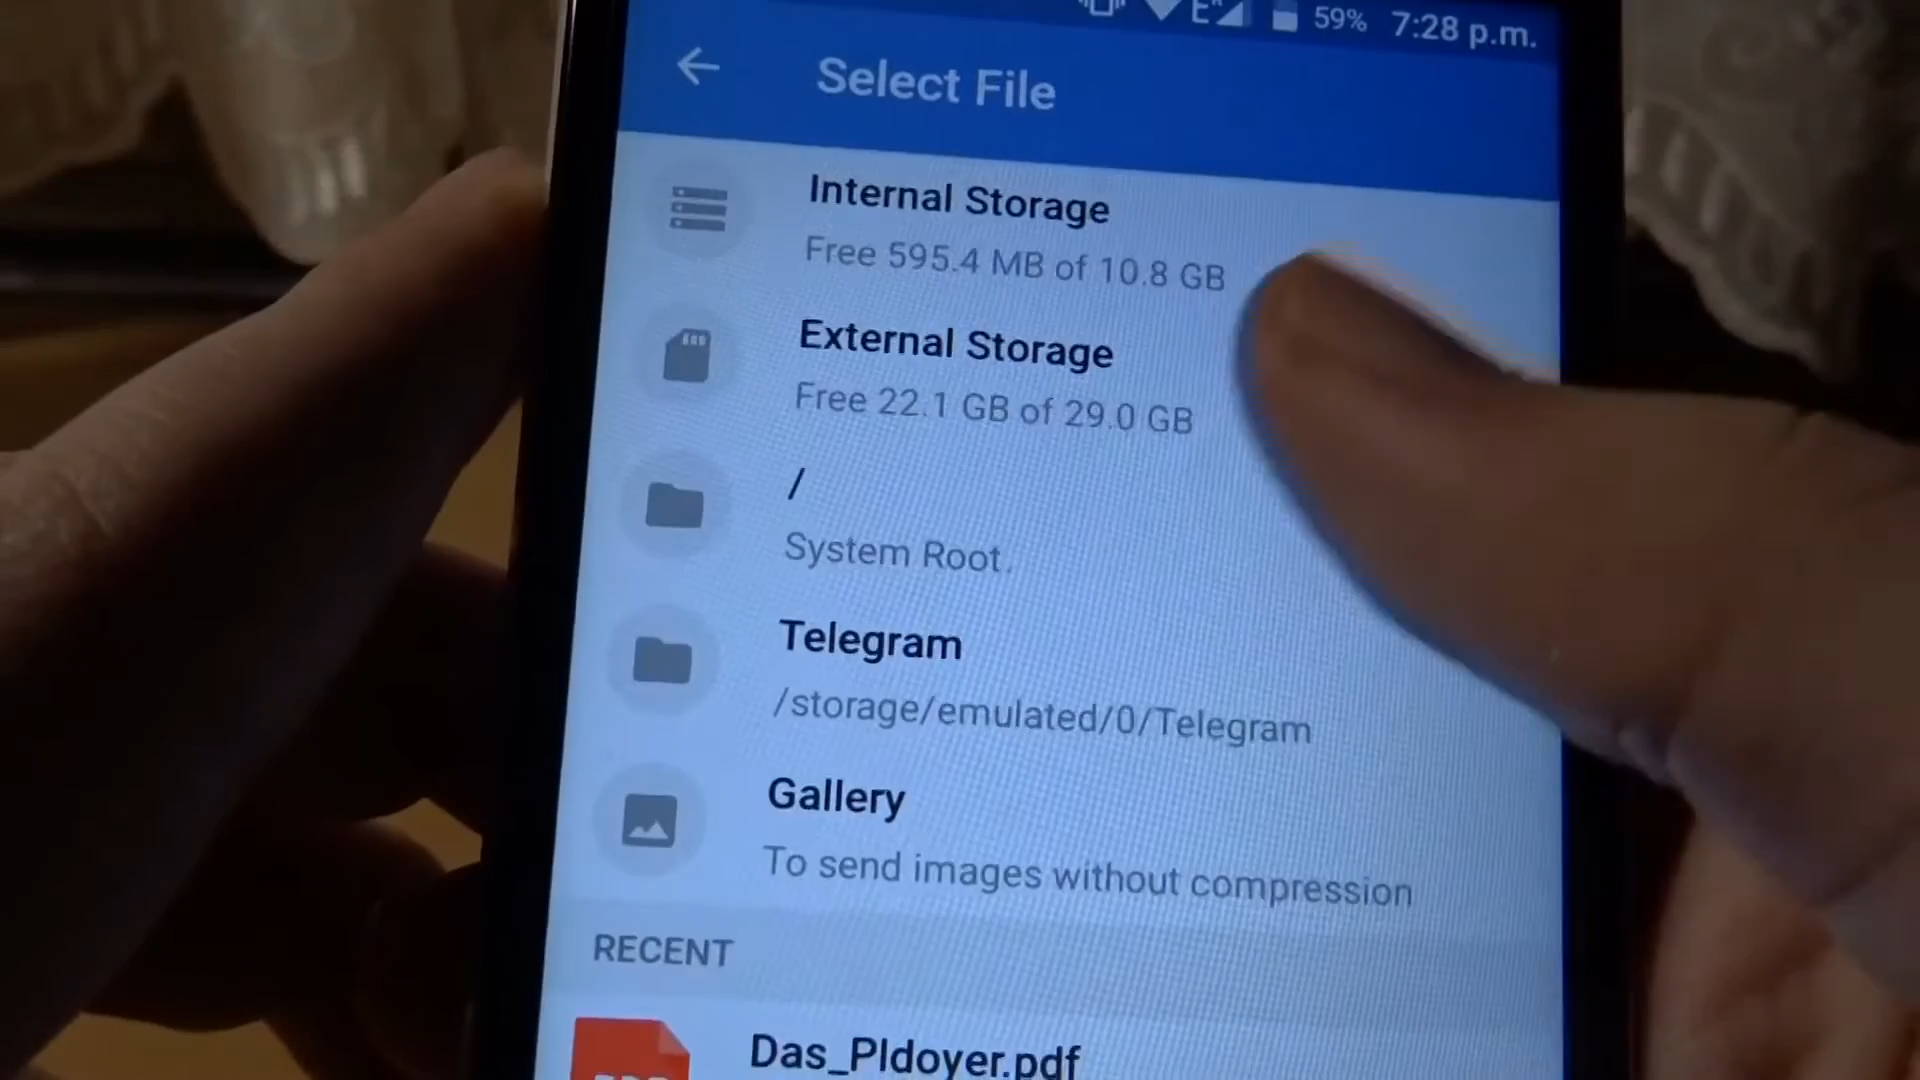 59% 7:28 p.m.
Select File
Internal Storage
Free 595.4 MB of 10.8 GB
External Storage
Free 22.1 GB of 29.0 GB
/
System Root.
Telegram
/storage/emulated/0/Telegram
Gallery
To send images without compression
RECENT
Das_Pldoyer.pdf